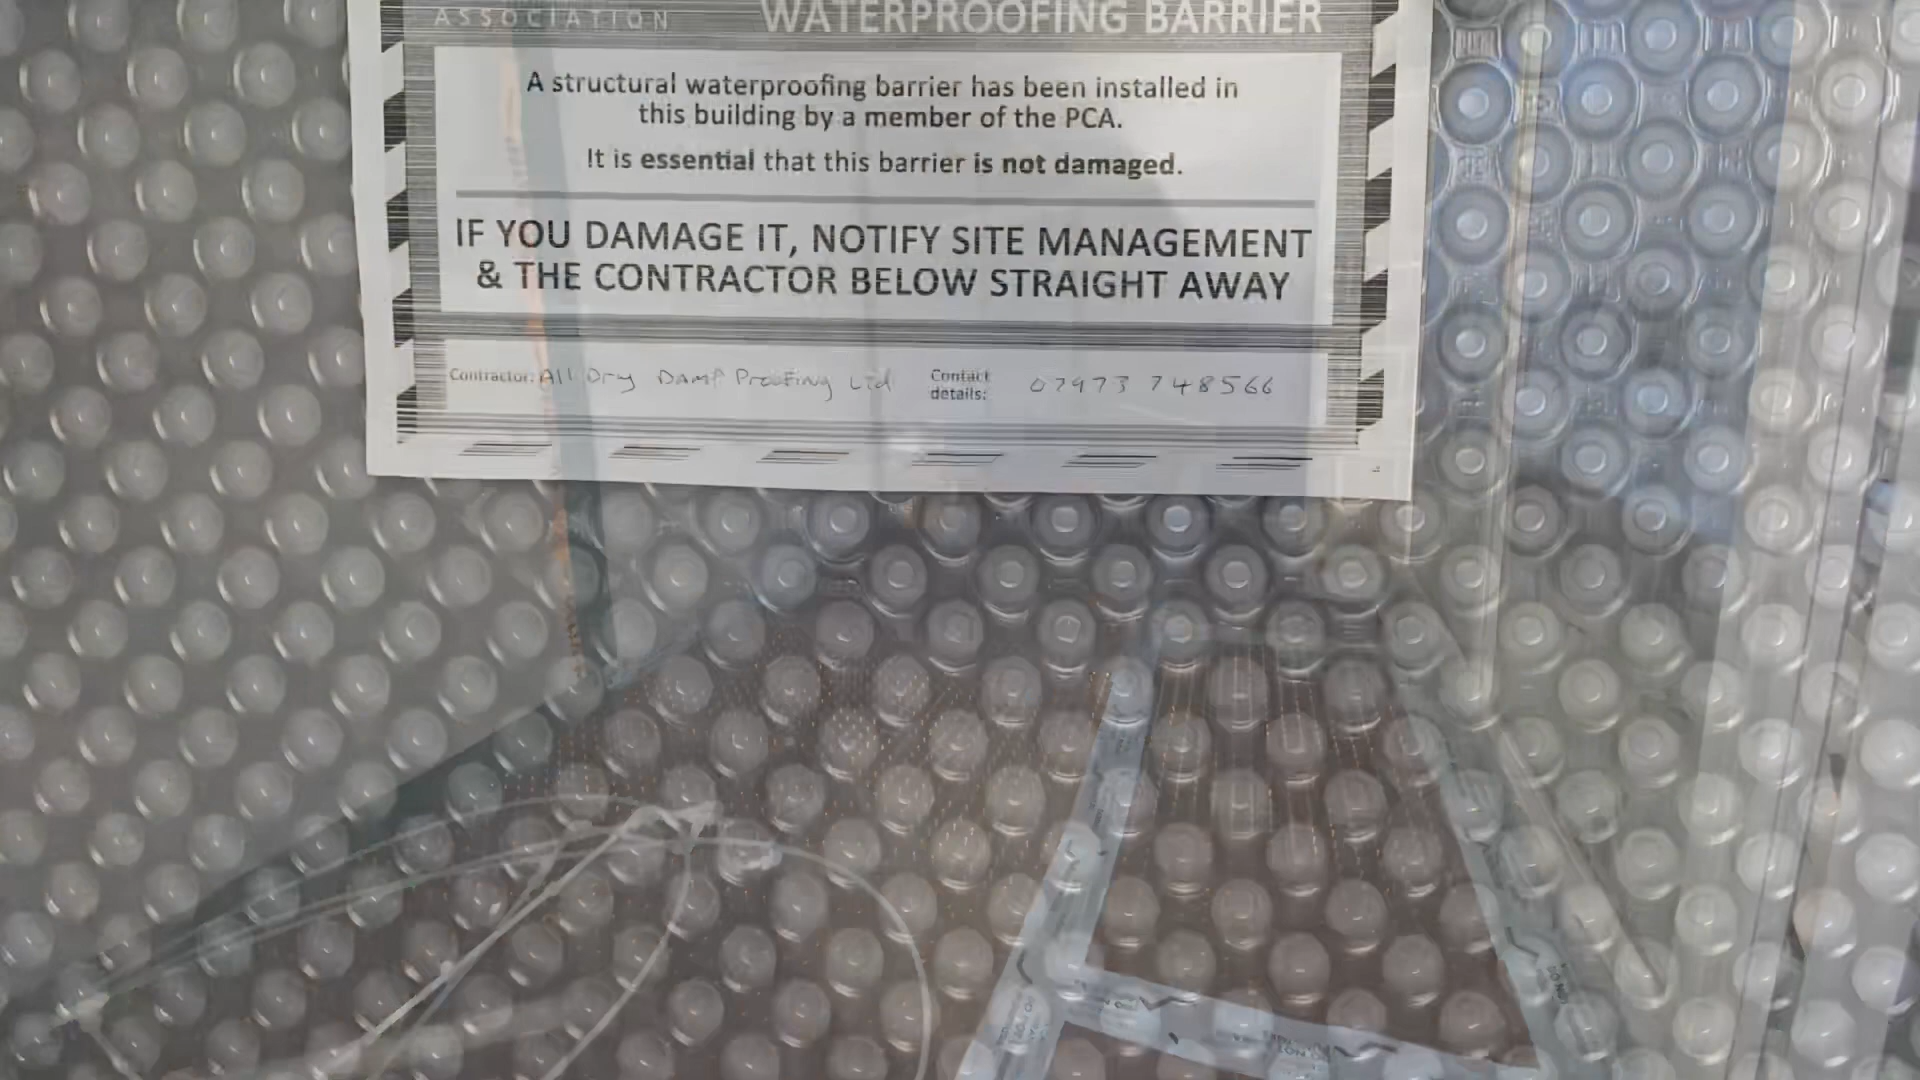 ASSOCIATION WATERPROOFING BARRIER
A structural waterproofing barrier has been installed in
this building by a member of the PCA.
It is essential that this barrier is not damaged.
IF YOU DAMAGE IT, NOTIFY SITE MANAGEMENT
& THE CONTRACTOR BELOW STRAIGHT AWAY
Contractor: All Dry Damp Proofing Ltd Contact details: 07973 748566